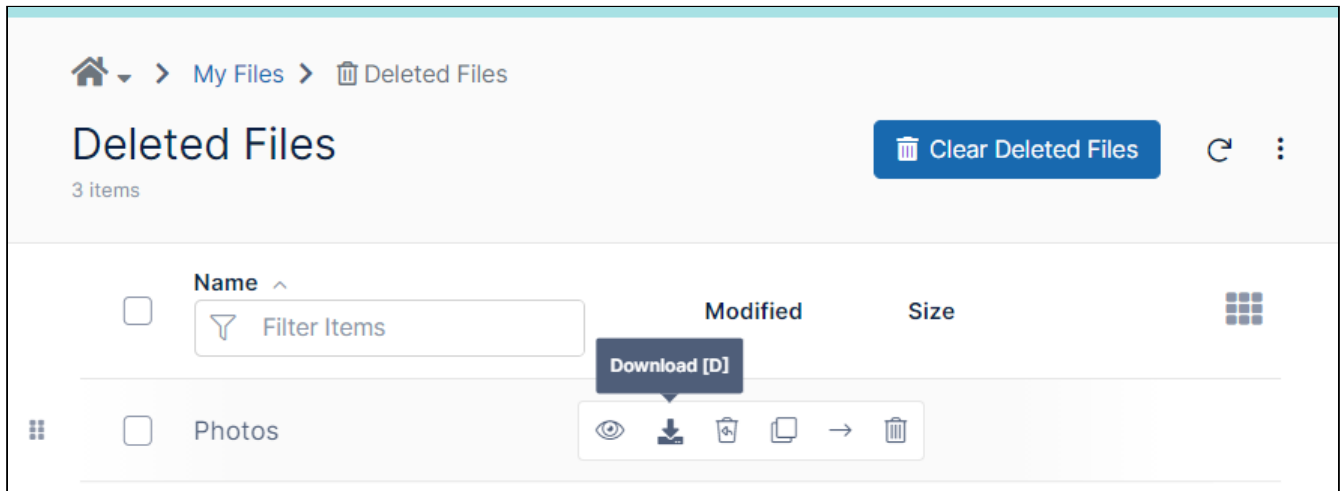 My Files Deleted Files
Deleted Files
Clear Deleted Files
3 items
Name
Filter Items
Modified Size
Download [D]
Photos